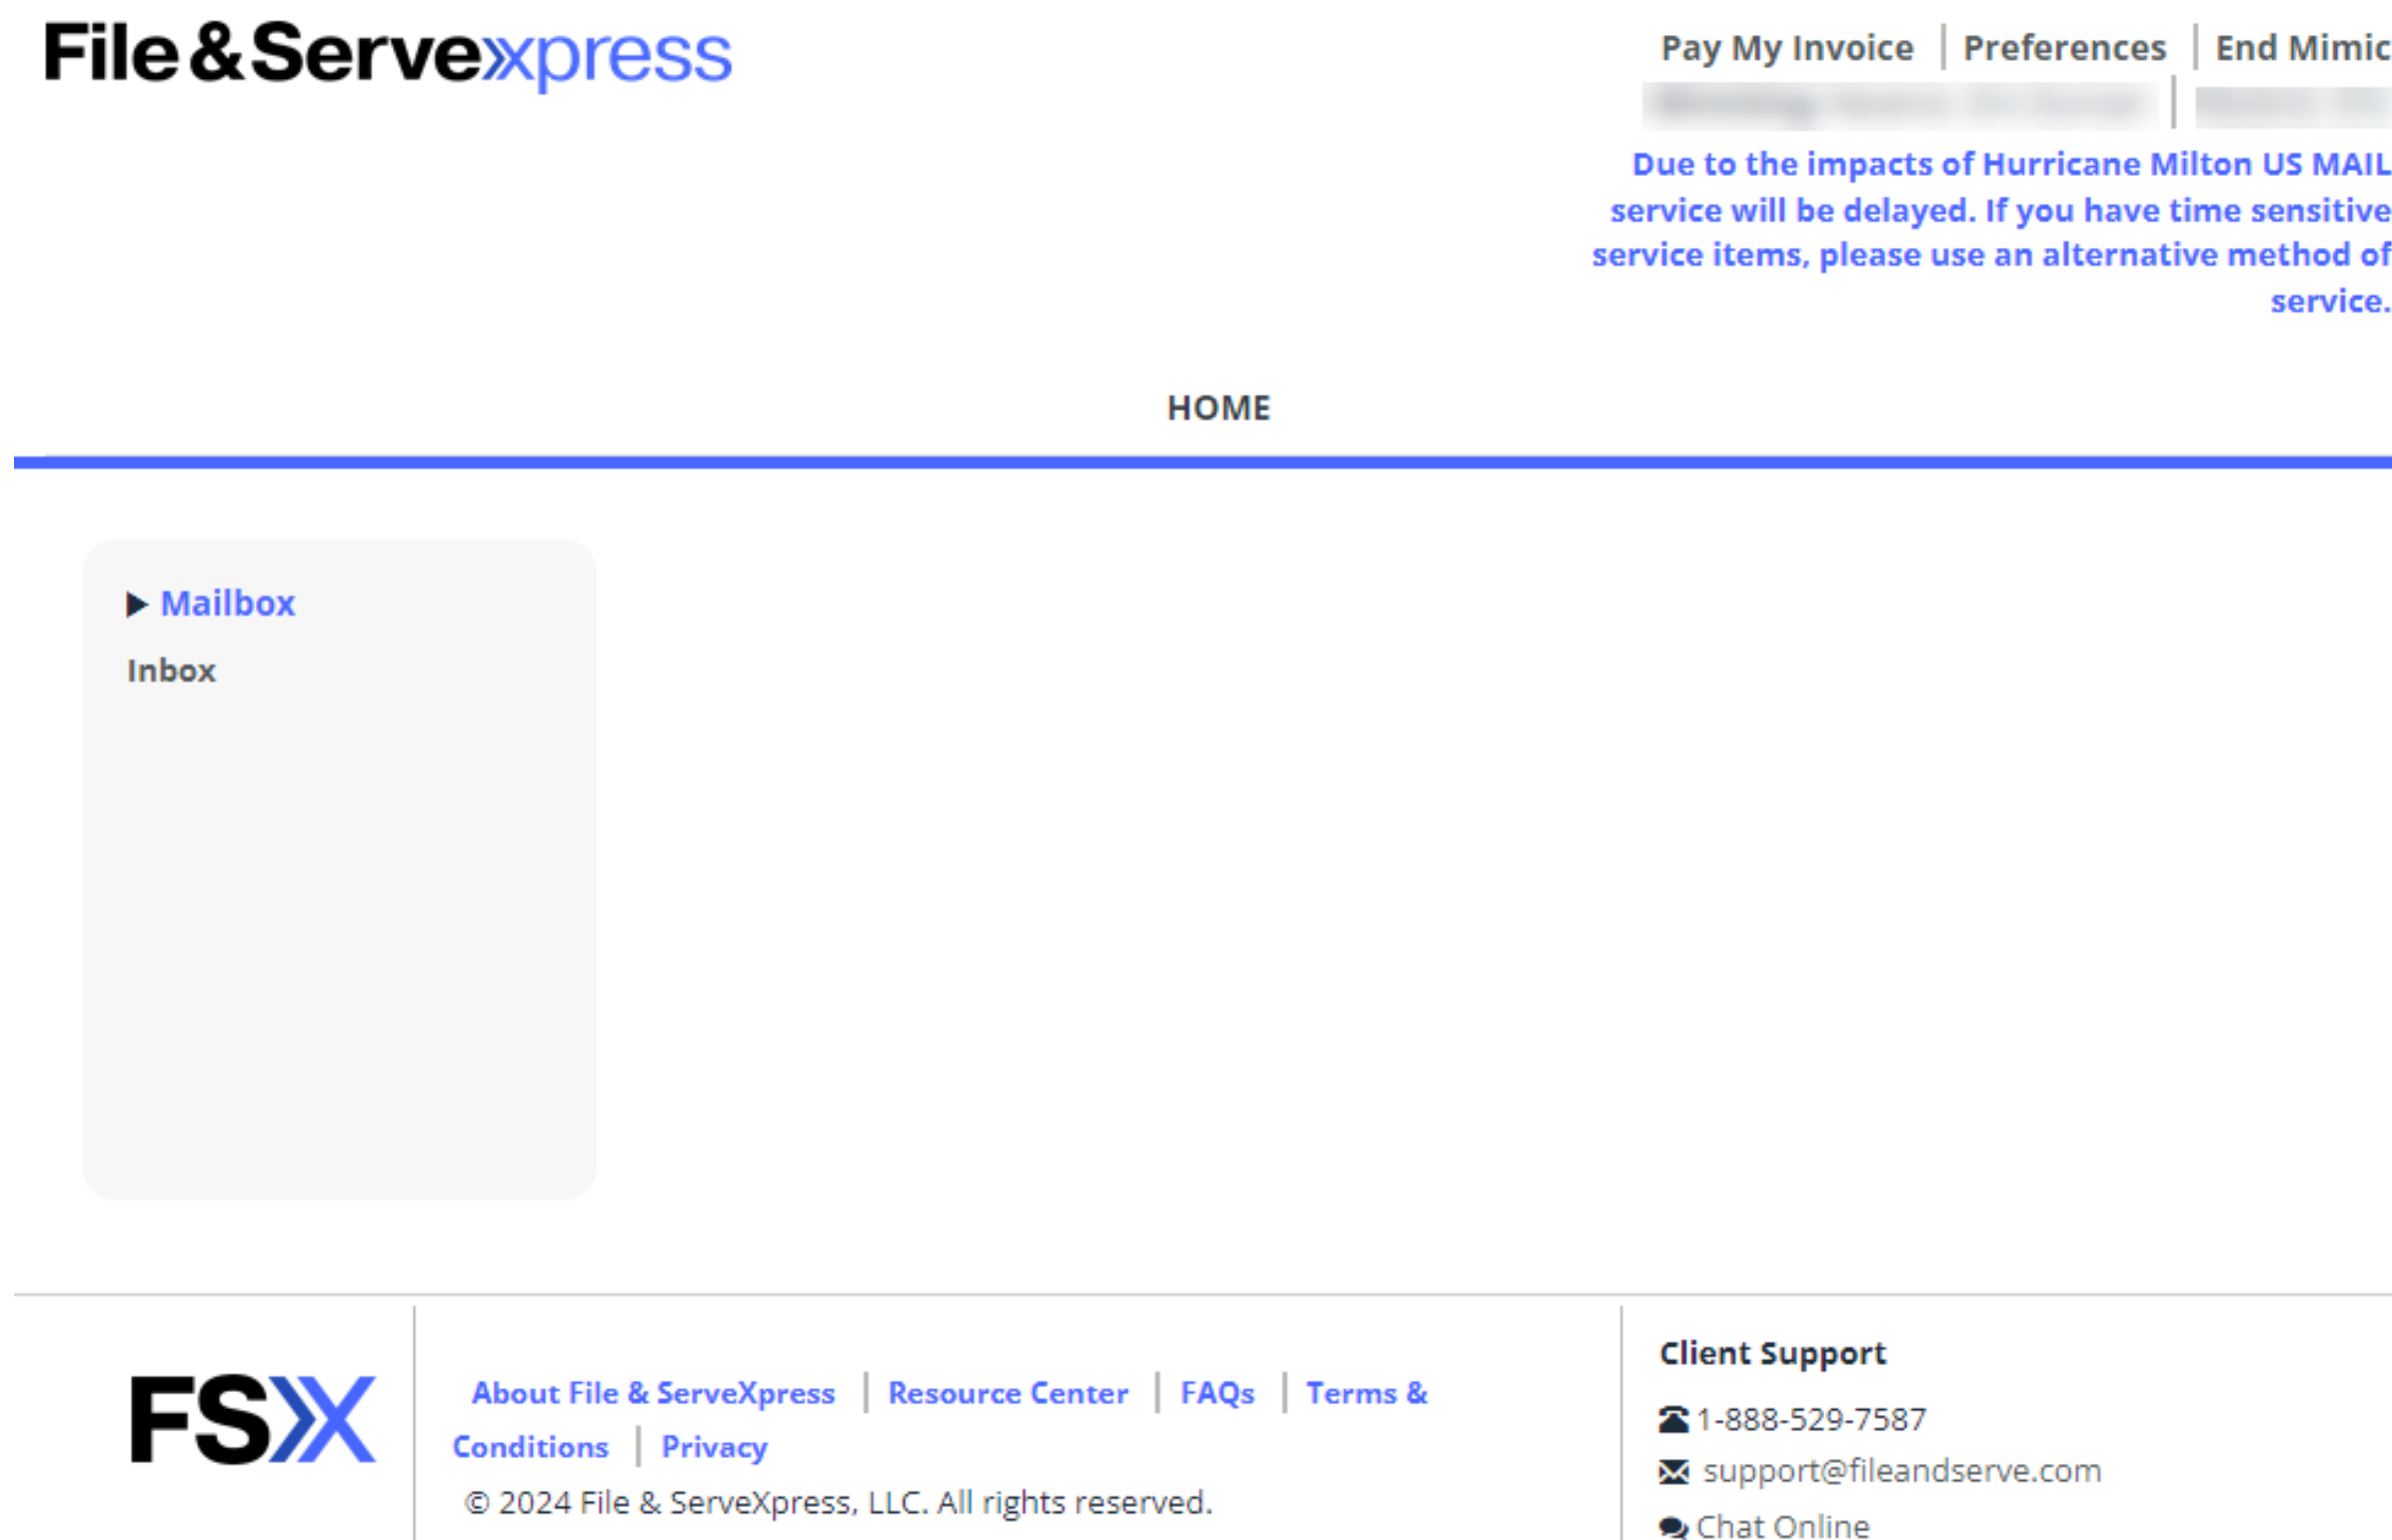 File & Servexpress
Pay My Invoice | Preferences | End Mimic
Due to the impacts of Hurricane Milton US MAIL
service will be delayed. If you have time sensitive
service items, please use an alternative method of
service.
HOME
Mailbox
Inbox
FSX
About File & ServeXpress | Resource Center | FAQs | Terms &
Conditions | Privacy
© 2024 File & ServeXpress, LLC. All rights reserved.
Client Support
1-888-529-7587
support@fileandserve.com
Chat Online